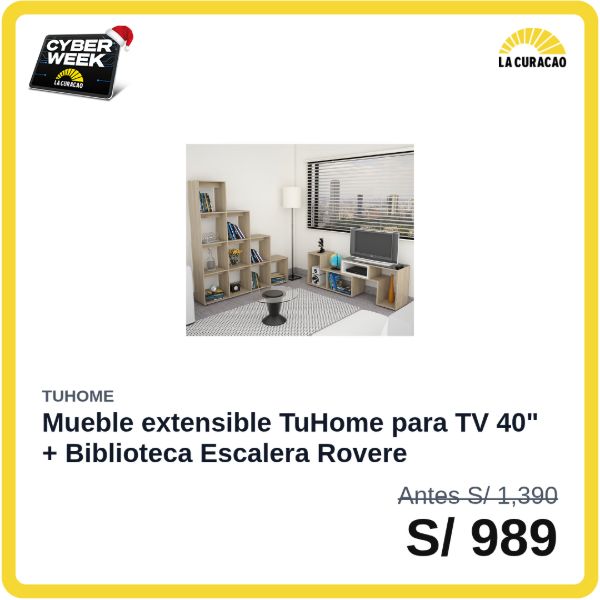 CYBER
WEEK
LA CURACAO
LA CURACAO
TUHOME
Mueble extensible TuHome para TV 40"
+ Biblioteca Escalera Rovere
Antes S/ 1,390
S/ 989